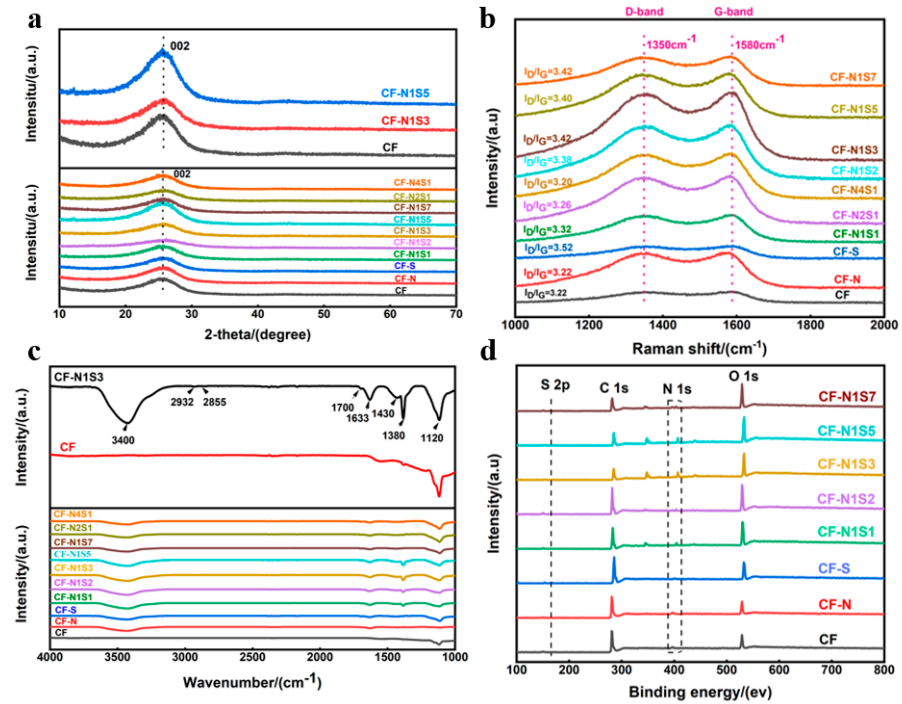 a
002
CF-N1S5
CF-N1S3
CF
Intensitu/(a.u.)
002
CF-N4S1
CF-N2S1
CF-N1S7
CF-N1S5
CF-N1S3
CF-N1S2
CF-N1S1
CF-S
CF-N
CF
Intensitu/(a.u.)
10 20 30 40 50 60 70
2-theta/(degree)
b
D-band G-band
1350cm-1 1580cm-1
ID/IG=3.42 CF-N1S7
ID/IG=3.40 CF-N1S5
ID/IG=3.42 CF-N1S3
ID/IG=3.38 CF-N1S2
ID/IG=3.20 CF-N4S1
ID/IG=3.26 CF-N2S1
ID/IG=3.32 CF-N1S1
ID/IG=3.52 CF-S
ID/IG=3.22 CF-N
ID/IG=3.22 CF
Intensity/(a.u)
1000 1200 1400 1600 1800 2000
Raman shift/(cm-1)
c
CF-N1S3
2932 2855
3400
1700
1633
1430
1380
1120
CF
Intensity/(a.u.)
CF-N4S1
CF-N2S1
CF-N1S7
CF-N1S5
CF-N1S3
CF-N1S2
CF-N1S1
CF-S
CF-N
CF
Intensity/(a.u.)
4000 3400 2800 2200 1600 1000
Wavenumber/(cm-1)
d
S 2p C 1s N 1s O 1s
CF-N1S7
CF-N1S5
CF-N1S3
CF-N1S2
CF-N1S1
CF-S
CF-N
CF
Intensity/(a.u)
100 200 300 400 500 600 700 800
Binding energy/(ev)